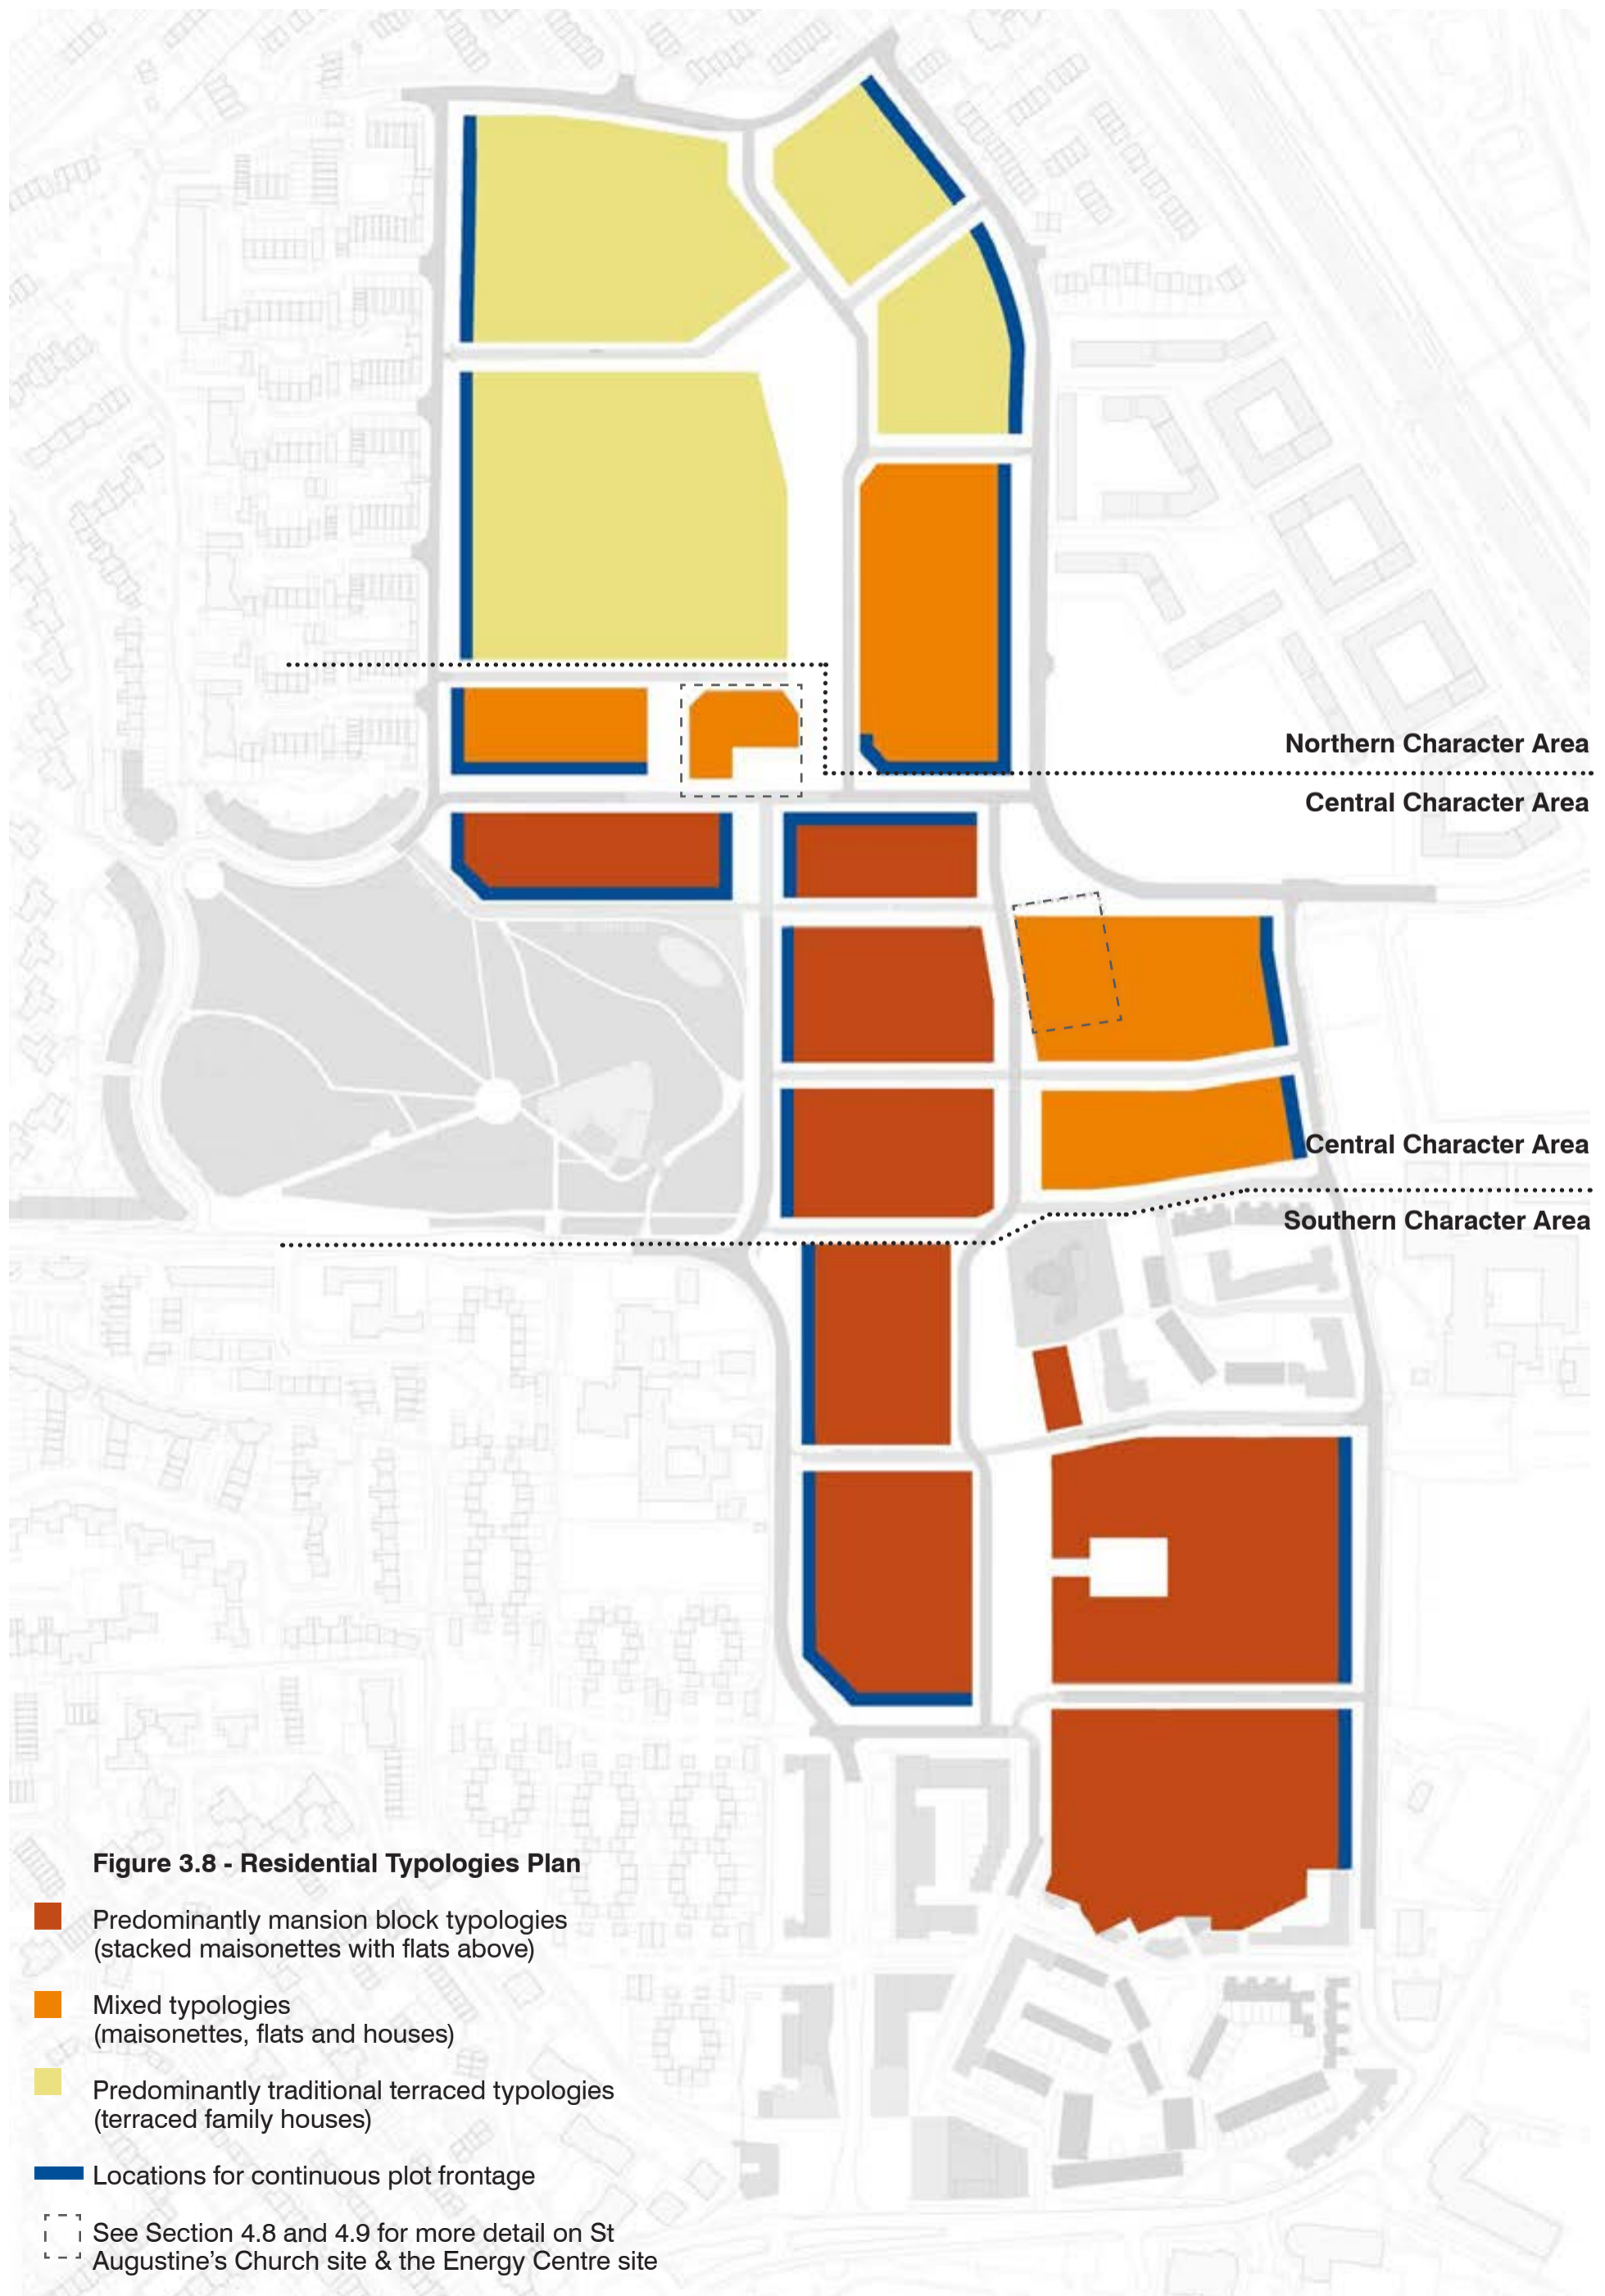 Northern Character Area
Central Character Area
Central Character Area
Southern Character Area
Figure 3.8 - Residential Typologies Plan
Predominantly mansion block typologies
(stacked maisonettes with flats above)
Mixed typologies
(maisonettes, flats and houses)
Predominantly traditional terraced typologies
(terraced family houses)
Locations for continuous plot frontage
See Section 4.8 and 4.9 for more detail on St
Augustine’s Church site & the Energy Centre site